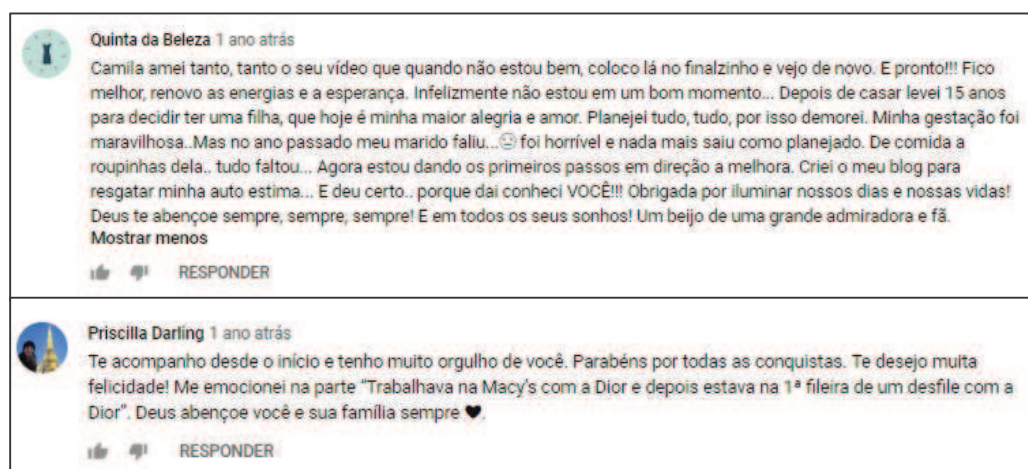 Quinta da Beleza 1 ano atrás
Camila amei tanto, tanto o seu vídeo que quando não estou bem, coloco lá no finalzinho e vejo de novo. E pronto!!! Fico
melhor, renovo as energias e a esperança. Infelizmente não estou em um bom momento... Depois de casar levei 15 anos
para decidir ter uma filha, que hoje é minha maior alegria e amor. Planejei tudo, tudo, por isso demorei. Minha gestação foi
maravilhosa..Mas no ano passado meu marido faliu...☹ foi horrível e nada mais saiu como planejado. De comida a
roupinhas dela.. tudo faltou... Agora estou dando os primeiros passos em direção a melhora. Criei o meu blog para
resgatar minha auto estima... E deu certo.. porque dai conheci VOCÊ!!! Obrigada por iluminar nossos dias e nossas vidas!
Deus te abençoe sempre, sempre, sempre! E em todos os seus sonhos! Um beijo de uma grande admiradora e fã.
Mostrar menos
RESPONDER
Priscilla Darling 1 ano atrás
Te acompanho desde o início e tenho muito orgulho de você. Parabéns por todas as conquistas. Te desejo muita
felicidade! Me emocionei na parte “Trabalhava na Macy's com a Dior e depois estava na 1ª fileira de um desfile com a
Dior”. Deus abençoe você e sua família sempre ♥.
RESPONDER